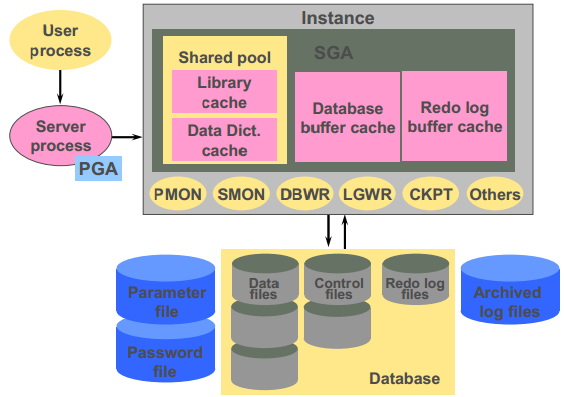 Instance
User
process
SGA
Shared pool
Library
cache
Data Dict.
cache
Database
buffer cache
Redo log
buffer cache
Server
process
PGA
PMON
SMON
DBWR
LGWR
CKPT
Others
Parameter
file
Password
file
Data
files
Control
files
Redo log
files
Archived
log files
Database